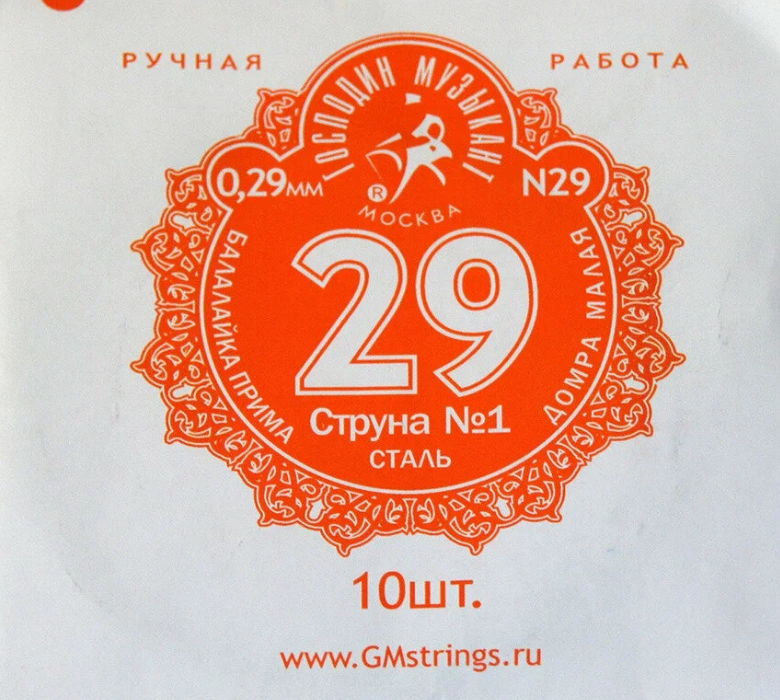 РУЧНАЯ РАБОТА
ГОСПОДИН МУЗЫКАНТ
®
МОСКВА
0,29мм
N29
БАЛАЛАЙКА ПРИМА
29
ДОМРА МАЛАЯ
Струна №1
СТАЛЬ
10шт.
www.GMstrings.ru